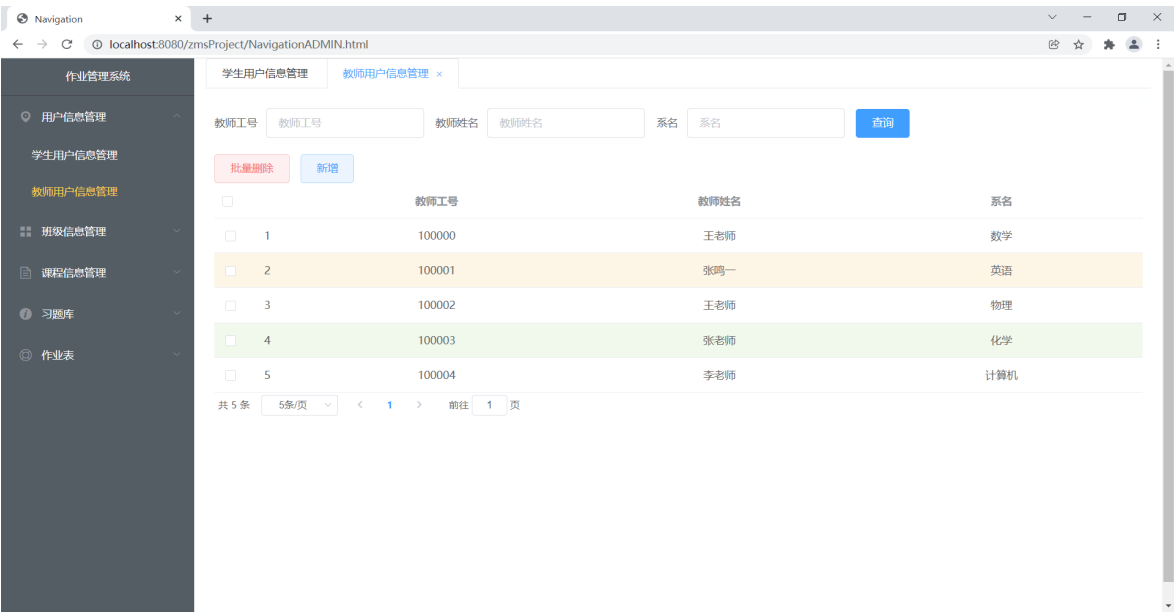 Navigation
localhost:8080/zmsProject/NavigationADMIN.html
作业管理系统
用户信息管理
学生用户信息管理
教师用户信息管理
班级信息管理
课程信息管理
习题库
作业表
学生用户信息管理 教师用户信息管理 ×
教师工号 教师工号 教师姓名 教师姓名 系名 系名 查询
批量删除 新增
教师工号 教师姓名 系名
1 100000 王老师 数学
2 100001 张鸣一 英语
3 100002 王老师 物理
4 100003 张老师 化学
5 100004 李老师 计算机
共 5 条 5条/页 < 1 > 前往 1 页